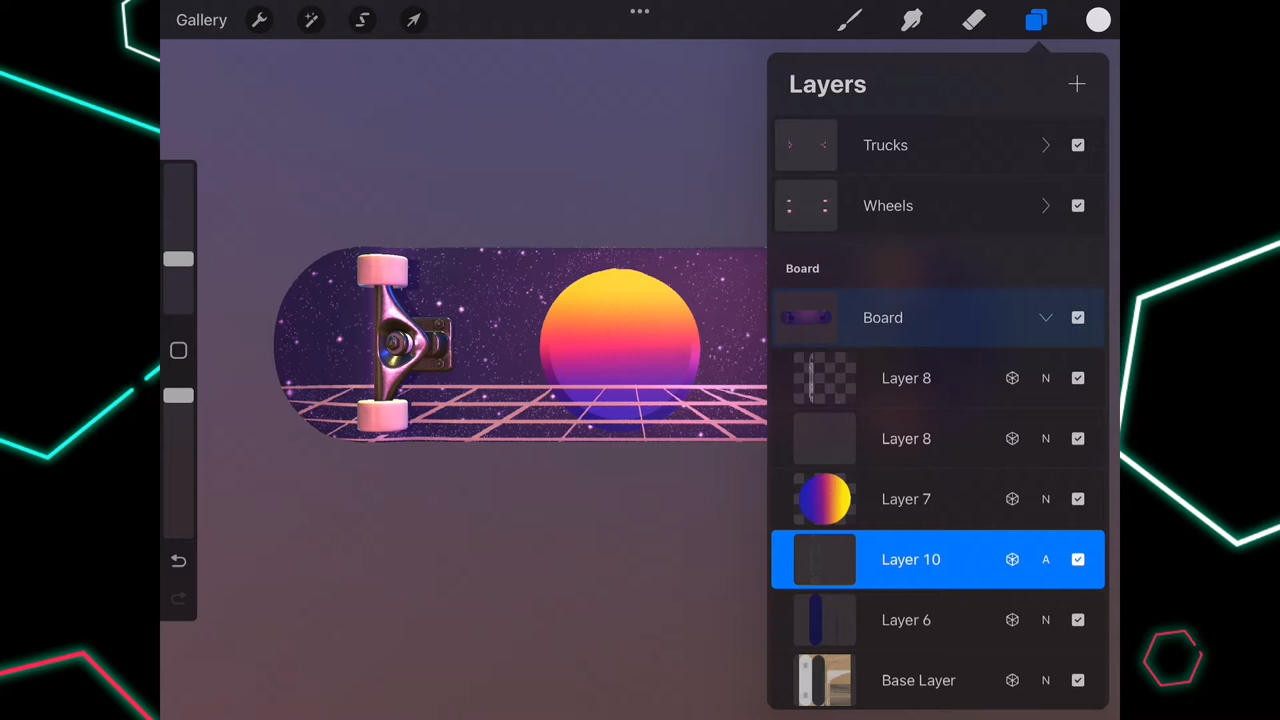 Gallery
Layers
Trucks
Wheels
Board
Board
Layer 8 N
Layer 8 N
Layer 7 N
Layer 10 A
Layer 6 N
Base Layer N